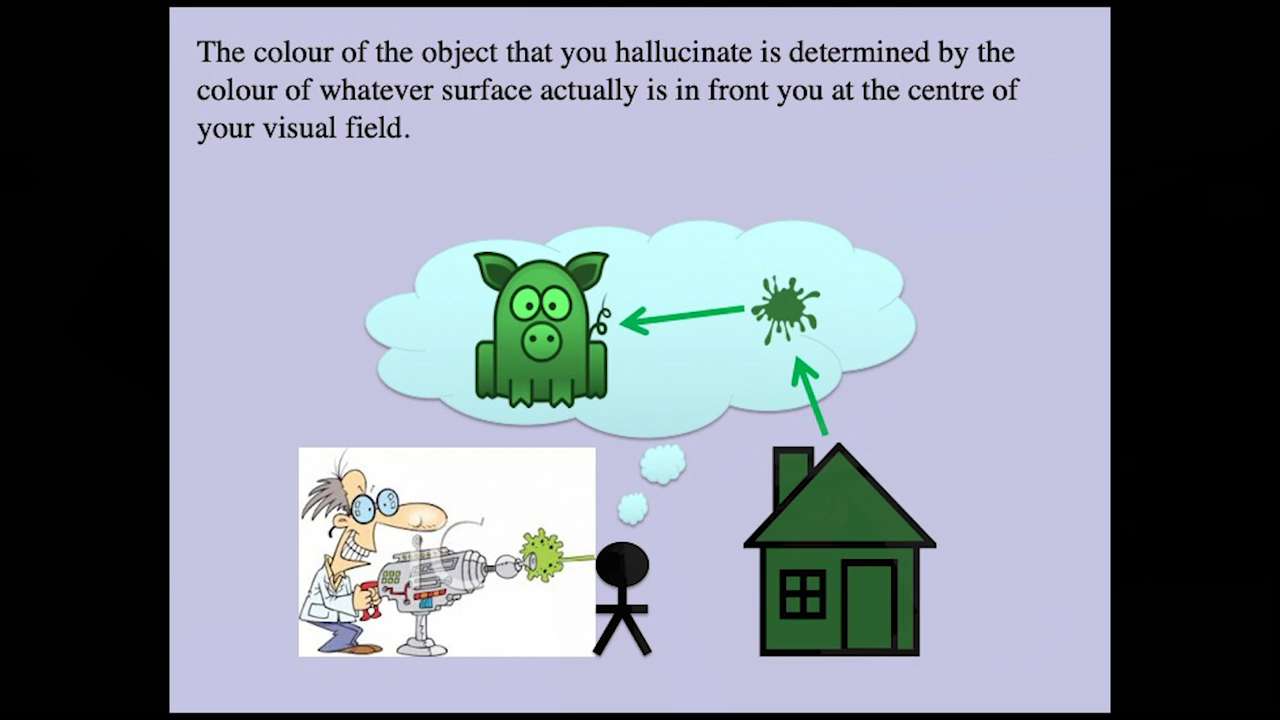 The colour of the object that you hallucinate is determined by the
colour of whatever surface actually is in front you at the centre of
your visual field.